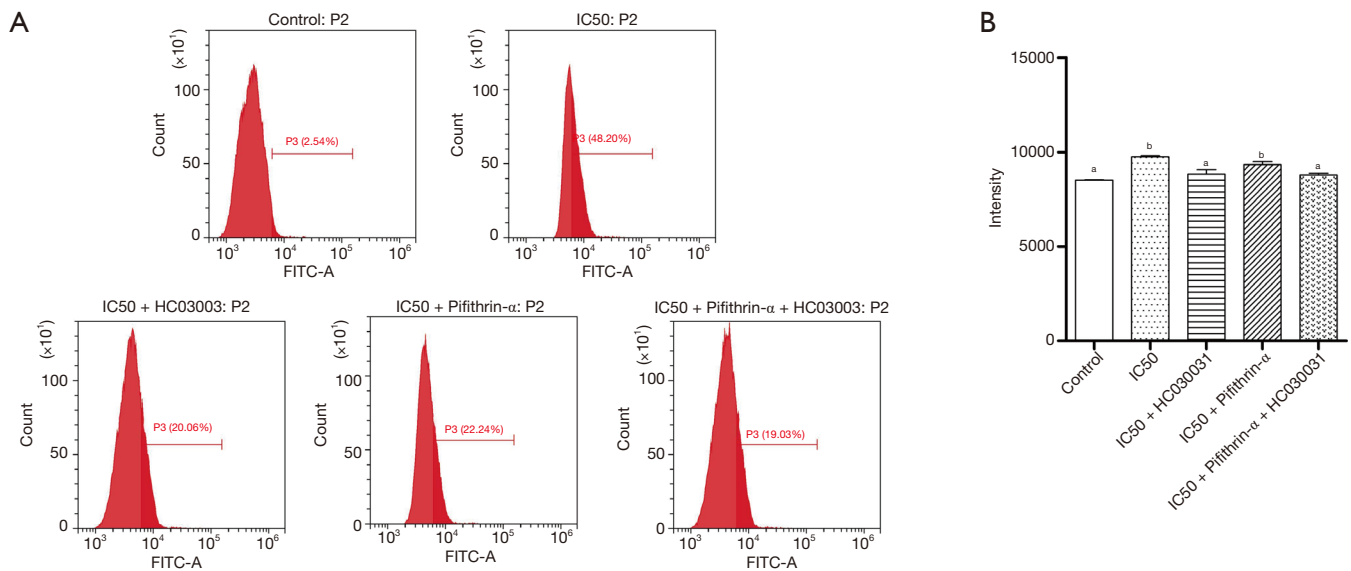 A
Control: P2
(×10¹)
100
50
0
Count
P3 (2.54%)
10³ 10⁴ 10⁵ 10⁶
FITC-A
IC50: P2
(×10¹)
100
50
0
Count
P3 (48.20%)
10³ 10⁴ 10⁵ 10⁶
FITC-A
IC50 + HC03003: P2
(×10¹)
100
50
0
Count
P3 (20.06%)
10³ 10⁴ 10⁵ 10⁶
FITC-A
IC50 + Pifithrin-α: P2
(×10¹)
100
50
0
Count
P3 (22.24%)
10³ 10⁴ 10⁵ 10⁶
FITC-A
IC50 + Pifithrin-α + HC03003: P2
(×10¹)
100
50
0
Count
P3 (19.03%)
10³ 10⁴ 10⁵ 10⁶
FITC-A
B
15000
10000
5000
0
Intensity
a
b
a
b
a
Control
IC50
IC50 + HC030031
IC50 + Pifithrin-α
IC50 + Pifithrin-α + HC030031